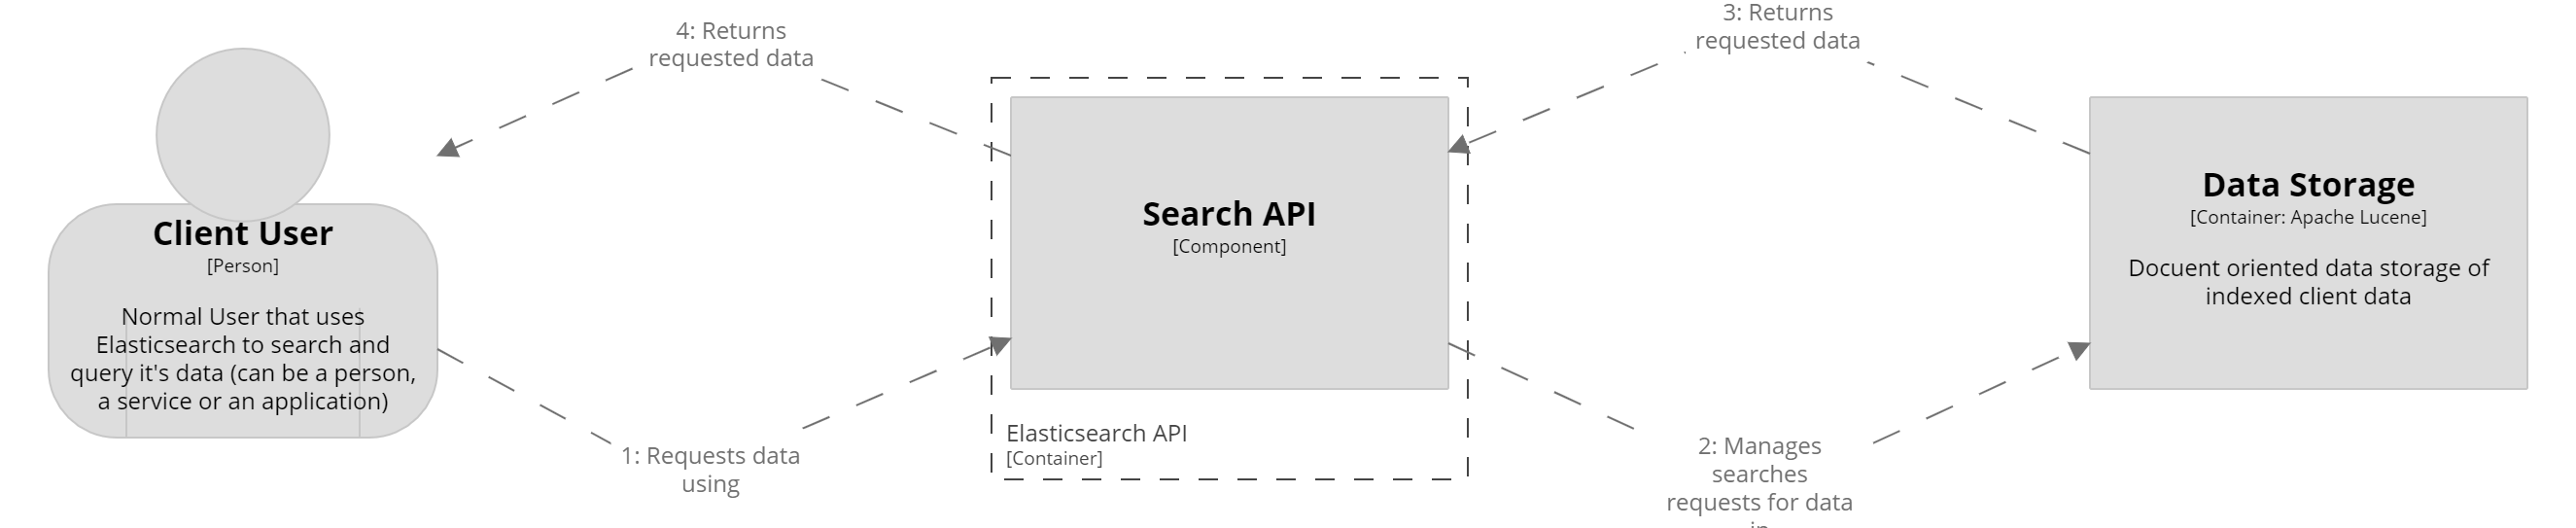 4: Returns
requested data
3: Returns
requested data
Client User
[Person]
Normal User that uses
Elasticsearch to search and
query it's data (can be a person,
a service or an application)
Search API
[Component]
Data Storage
[Container: Apache Lucene]
Docuent oriented data storage of
indexed client data
Elasticsearch API
[Container]
1: Requests data
using
2: Manages
searches
requests for data
in